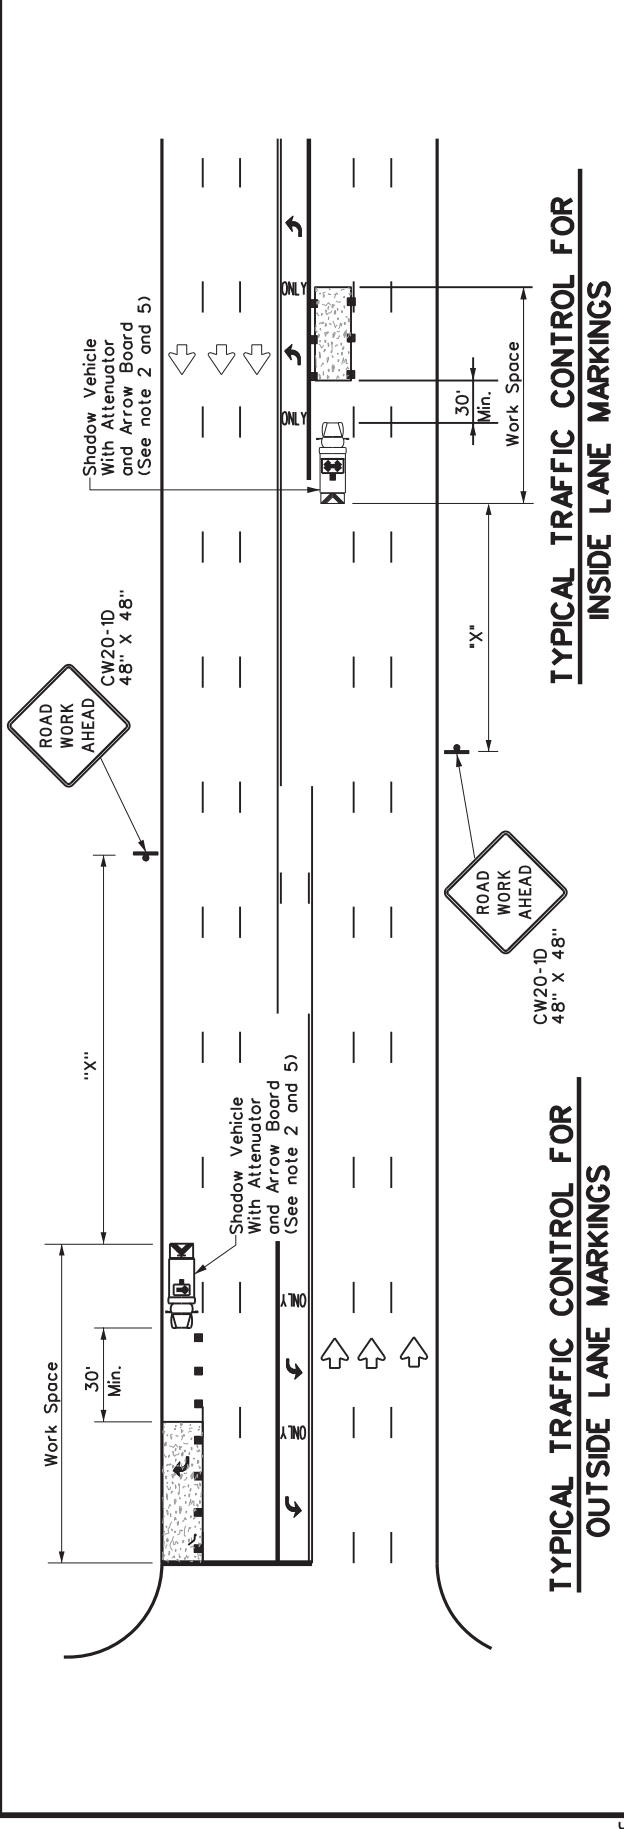 Shadow Vehicle
With Attenuator
and Arrow Board
(See note 2 and 5)
ROAD
WORK
AHEAD
CW20-1D
48" X 48"
"X"
Work Space
30'
Min.
Shadow Vehicle
With Attenuator
and Arrow Board
(See note 2 and 5)
ONLY
ONLY
ONLY
ONLY
30'
Min.
Work Space
"X"
ROAD
WORK
AHEAD
CW20-1D
48" X 48"
TYPICAL TRAFFIC CONTROL FOR
OUTSIDE LANE MARKINGS
TYPICAL TRAFFIC CONTROL FOR
INSIDE LANE MARKINGS